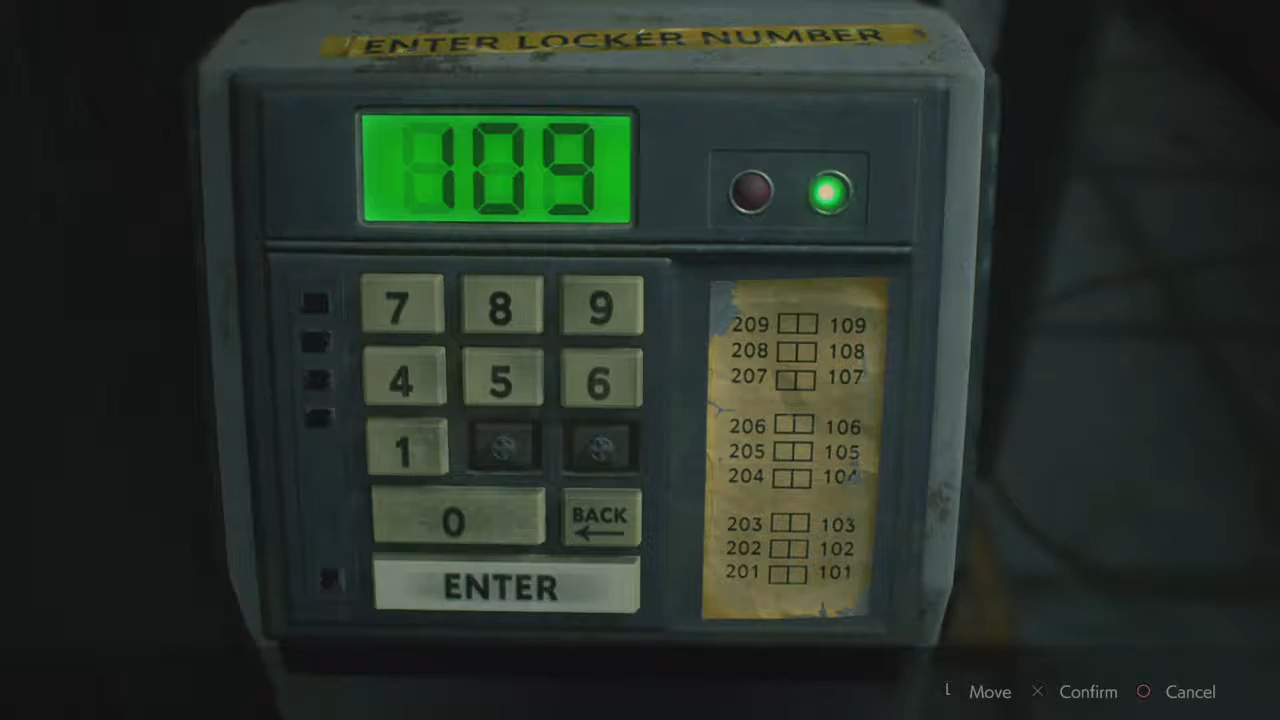 ENTER LOCKER NUMBER
109
7 8 9
4 5 6
1
0 BACK
ENTER
209 109
208 108
207 107
206 106
205 105
204 104
203 103
202 102
201 101
L Move Confirm Cancel